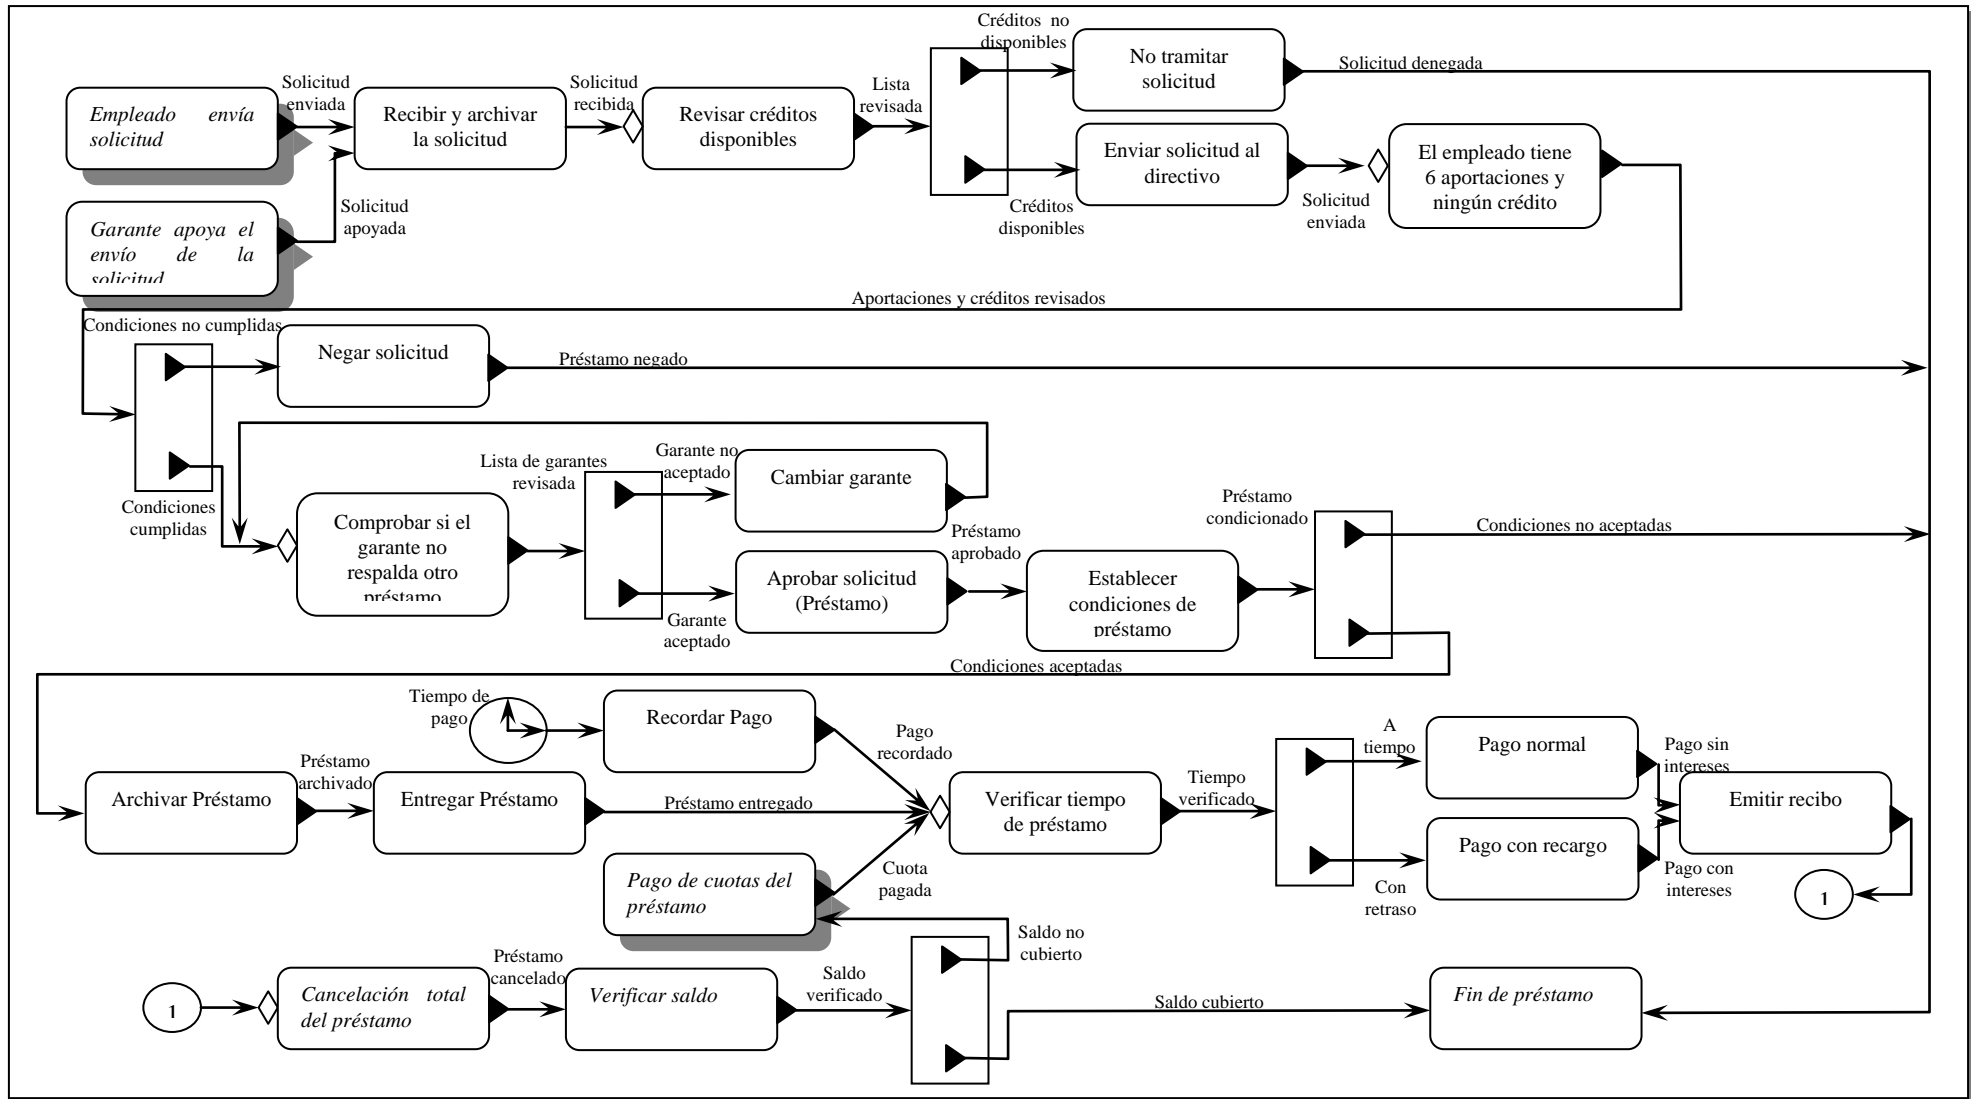 Créditos no
disponibles
No tramitar
solicitud
Solicitud denegada
Solicitud
enviada
Solicitud
recibida
Lista
revisada
Empleado envía
solicitud
Recibir y archivar
la solicitud
Revisar créditos
disponibles
Enviar solicitud al
directivo
El empleado tiene
6 aportaciones y
ningún crédito
Solicitud
apoyada
Créditos
disponibles
Solicitud
enviada
Garante apoya el
envío de la
solicitud
Aportaciones y créditos revisados
Condiciones no cumplidas
Negar solicitud
Préstamo negado
Lista de garantes
revisada
Garante no
aceptado
Cambiar garante
Condiciones
cumplidas
Comprobar si el
garante no
respalda otro
préstamo
Préstamo
aprobado
Préstamo
condicionado
Condiciones no aceptadas
Aprobar solicitud
(Préstamo)
Establecer
condiciones de
préstamo
Garante
aceptado
Condiciones aceptadas
Tiempo de
pago
Recordar Pago
Pago
recordado
A
tiempo
Pago normal
Pago sin
intereses
Préstamo
archivado
Archivar Préstamo
Entregar Préstamo
Préstamo entregado
Verificar tiempo
de préstamo
Tiempo
verificado
Emitir recibo
Pago con recargo
Con
retraso
Pago con
intereses
1
Pago de cuotas del
préstamo
Cuota
pagada
Saldo no
cubierto
1
Cancelación total
del préstamo
Préstamo
cancelado
Verificar saldo
Saldo
verificado
Saldo cubierto
Fin de préstamo